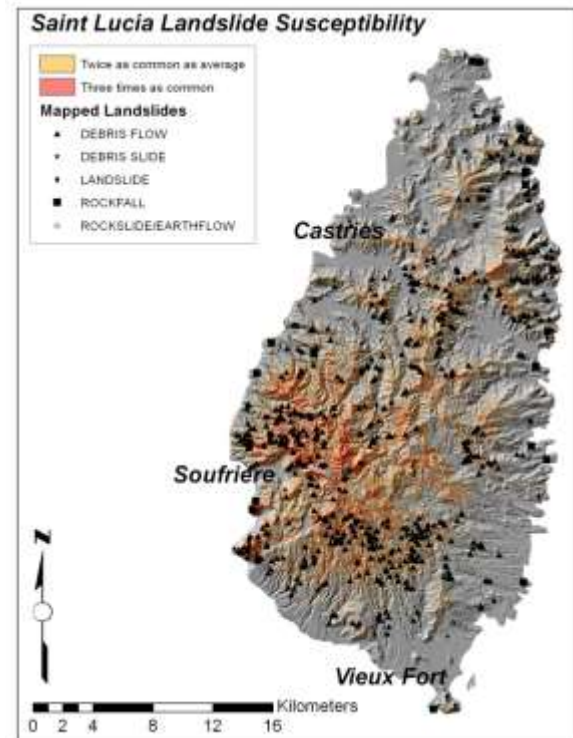 Saint Lucia Landslide Susceptibility
Twice as common as average
Three times as common
Mapped Landslides
DEBRIS FLOW
DEBRIS SLIDE
LANDSLIDE
ROCKFALL
ROCKSLIDE/EARTHFLOW
Castries
Soufrière
N
Vieux Fort
Kilometers
0 2 4 8 12 16